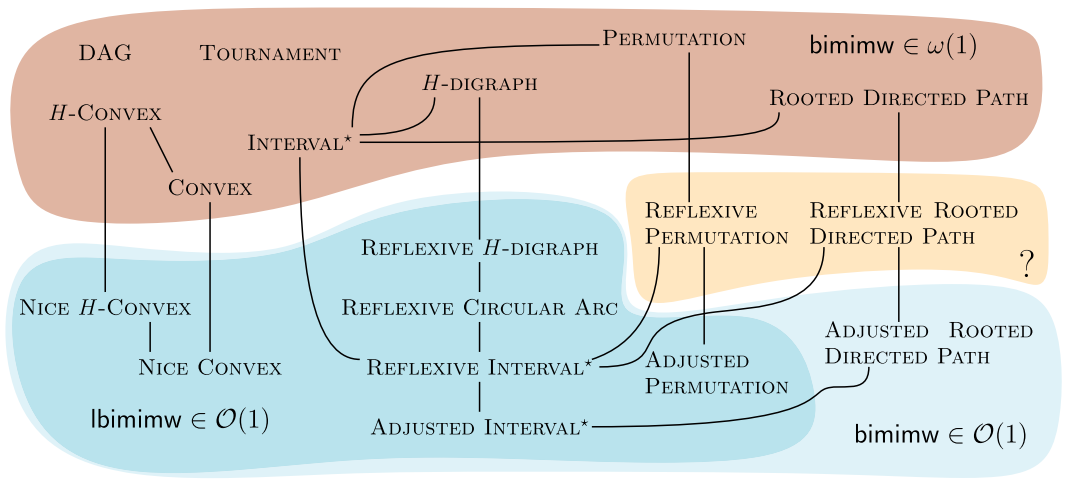 DAG
TOURNAMENT
PERMUTATION
bimimw ∈ ω(1)
H-DIGRAPH
H-CONVEX
ROOTED DIRECTED PATH
INTERVAL⋆
CONVEX
REFLEXIVE
PERMUTATION
REFLEXIVE ROOTED
DIRECTED PATH
?
REFLEXIVE H-DIGRAPH
NICE H-CONVEX
REFLEXIVE CIRCULAR ARC
ADJUSTED ROOTED
DIRECTED PATH
NICE CONVEX
REFLEXIVE INTERVAL⋆
ADJUSTED
PERMUTATION
lbimimw ∈ O(1)
ADJUSTED INTERVAL⋆
bimimw ∈ O(1)